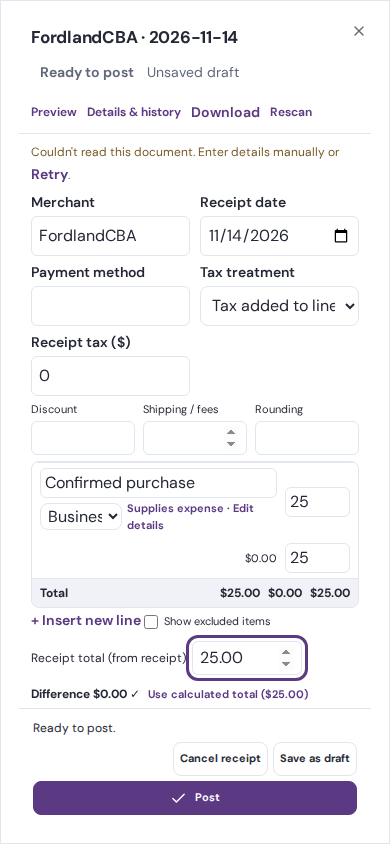 FordlandCBA · 2026-11-14
Ready to post Unsaved draft
Preview Details & history Download Rescan
Couldn't read this document. Enter details manually or
Retry.
Merchant Receipt date
FordlandCBA 11/14/2026
Payment method Tax treatment
Tax added to line
Receipt tax ($)
0
Discount Shipping / fees Rounding
Confirmed purchase
25
Busines Supplies expense · Edit
details
$0.00 25
Total $25.00 $0.00 $25.00
+ Insert new line Show excluded items
Receipt total (from receipt) 25.00
Difference $0.00 ✓ Use calculated total ($25.00)
Ready to post.
Cancel receipt Save as draft
Post